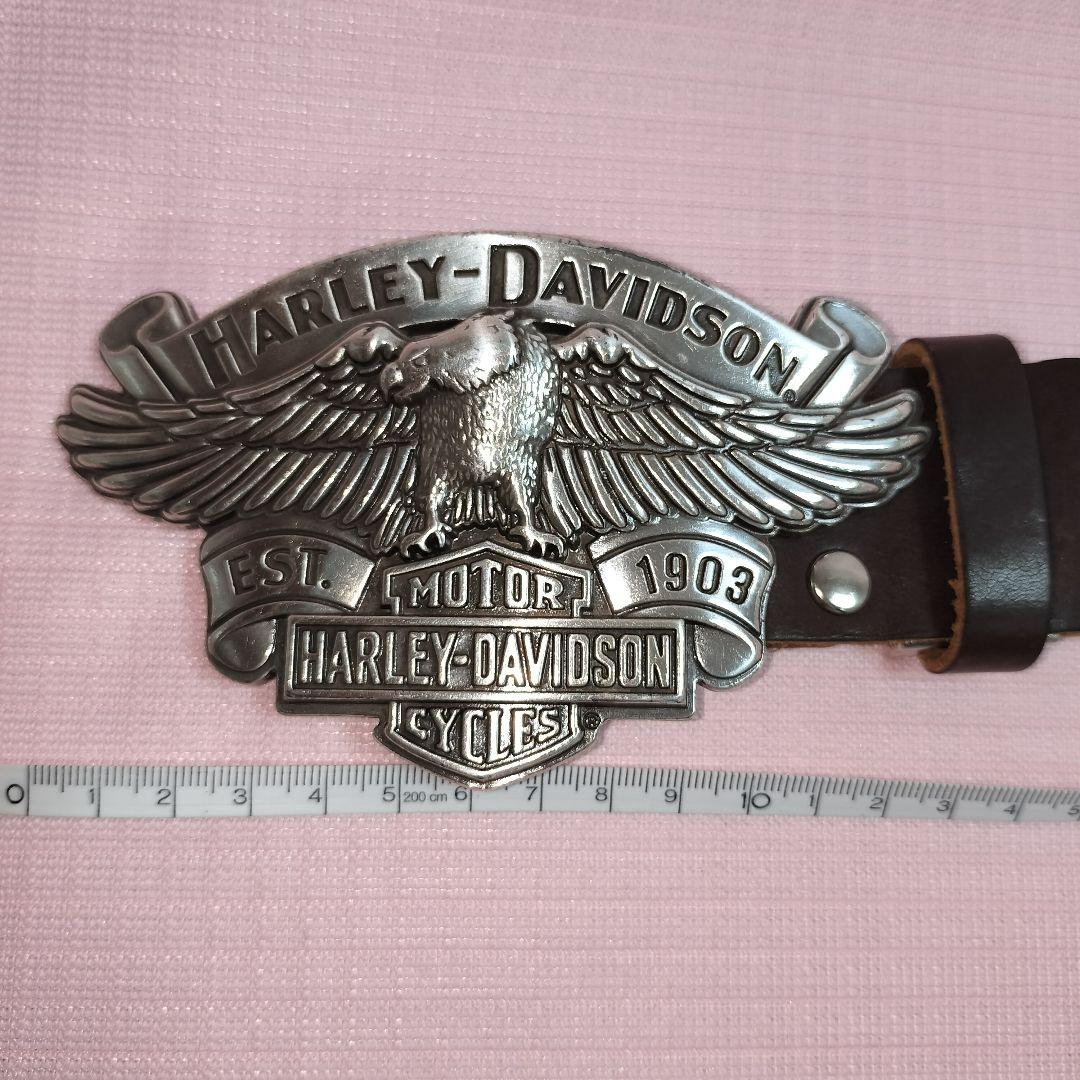 HARLEY-DAVIDSON®
EST.
1903
MOTOR
HARLEY-DAVIDSON
CYCLES ®
0 1 2 3 4 5 200 cm 6 7 8 9 10 1 2 3 4 5